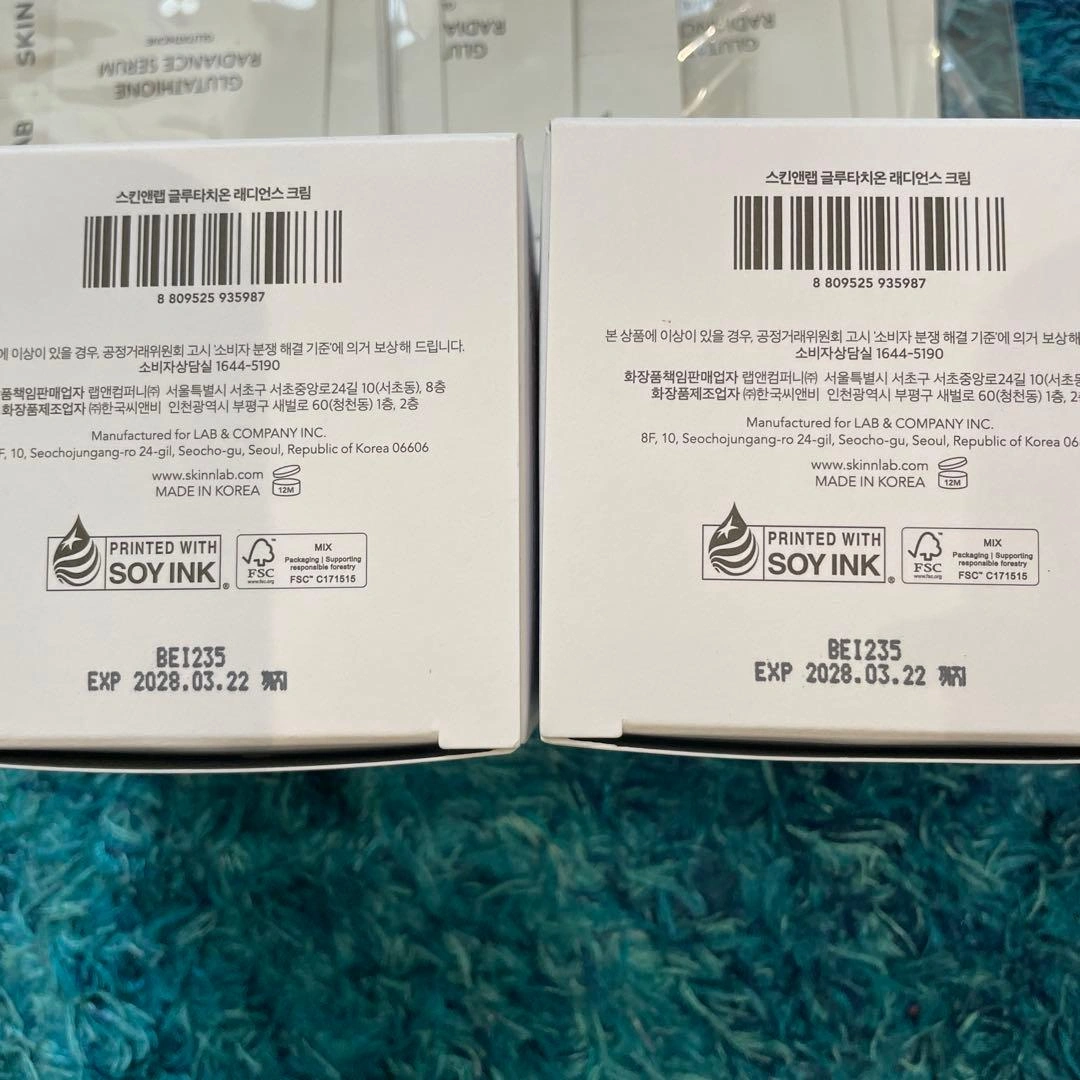 SKIN
AB
GLUTATHIONE
RADIANCE SERUM
GLU
RADIA
GLUTA
스킨앤랩 글루타치온 래디언스 크림
8 809525 935987
에 이상이 있을 경우, 공정거래위원회 고시 '소비자 분쟁 해결 기준'에 의거 보상해 드립니다.
소비자상담실 1644-5190
품책임판매업자 랩앤컴퍼니㈜ 서울특별시 서초구 서초중앙로24길 10(서초동), 8층
화장품제조업자 ㈜한국씨앤비 인천광역시 부평구 새벌로 60(청천동) 1층, 2층
Manufactured for LAB & COMPANY INC.
F, 10, Seochojungang-ro 24-gil, Seocho-gu, Seoul, Republic of Korea 06606
www.skinnlab.com
MADE IN KOREA
12M
PRINTED WITH
SOY INK
®
FSC
www.fsc.org
MIX
Packaging | Supporting
responsible forestry
FSC™ C171515
BEI235
EXP 2028.03.22 까지
스킨앤랩 글루타치온 래디언스 크림
8 809525 935987
본 상품에 이상이 있을 경우, 공정거래위원회 고시 '소비자 분쟁 해결 기준'에 의거 보상해
소비자상담실 1644-5190
화장품책임판매업자 랩앤컴퍼니㈜ 서울특별시 서초구 서초중앙로24길 10(서초
화장품제조업자 ㈜한국씨앤비 인천광역시 부평구 새벌로 60(청천동) 1층, 2
Manufactured for LAB & COMPANY INC.
8F, 10, Seochojungang-ro 24-gil, Seocho-gu, Seoul, Republic of Korea 066
www.skinnlab.com
MADE IN KOREA
12M
PRINTED WITH
SOY INK
®
FSC
www.fsc.org
MIX
Packaging | Supporting
responsible forestry
FSC™ C171515
BEI235
EXP 2028.03.22 까지